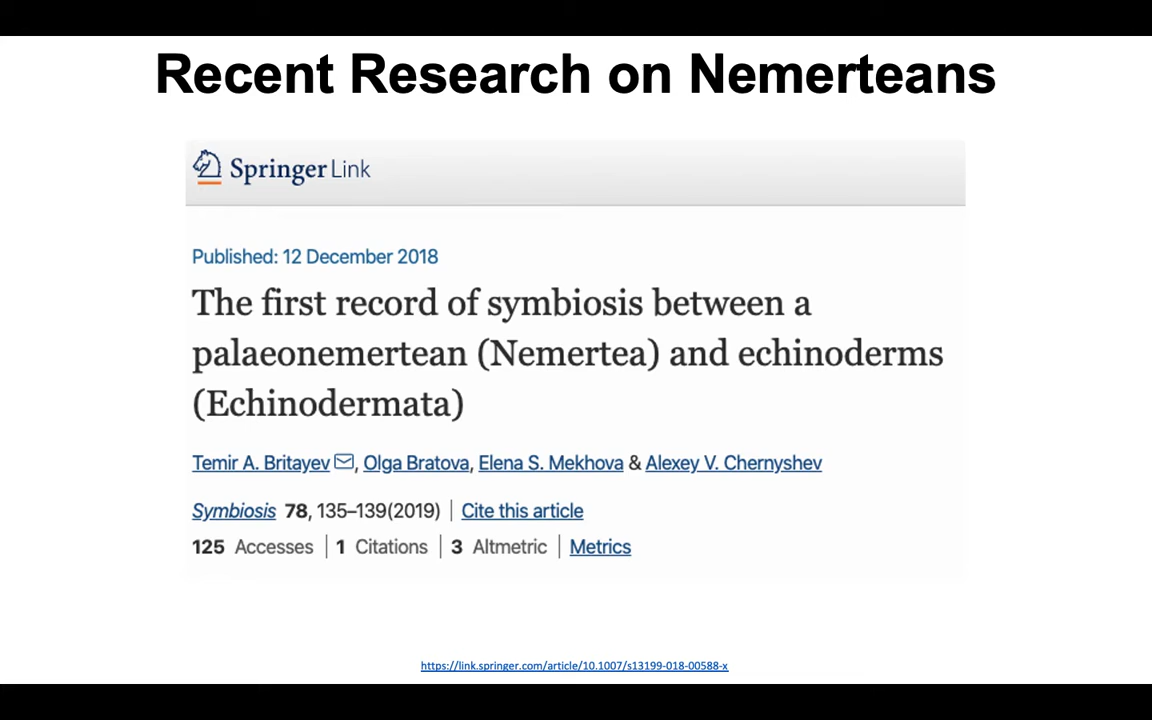 Recent Research on Nemerteans
Springer Link
Published: 12 December 2018
The first record of symbiosis between a
palaeonemertean (Nemertea) and echinoderms
(Echinodermata)
Temir A. Britayev, Olga Bratova, Elena S. Mekhova & Alexey V. Chernyshev
Symbiosis 78, 135–139(2019) | Cite this article
125 Accesses | 1 Citations | 3 Altmetric | Metrics
https://link.springer.com/article/10.1007/s13199-018-00588-x